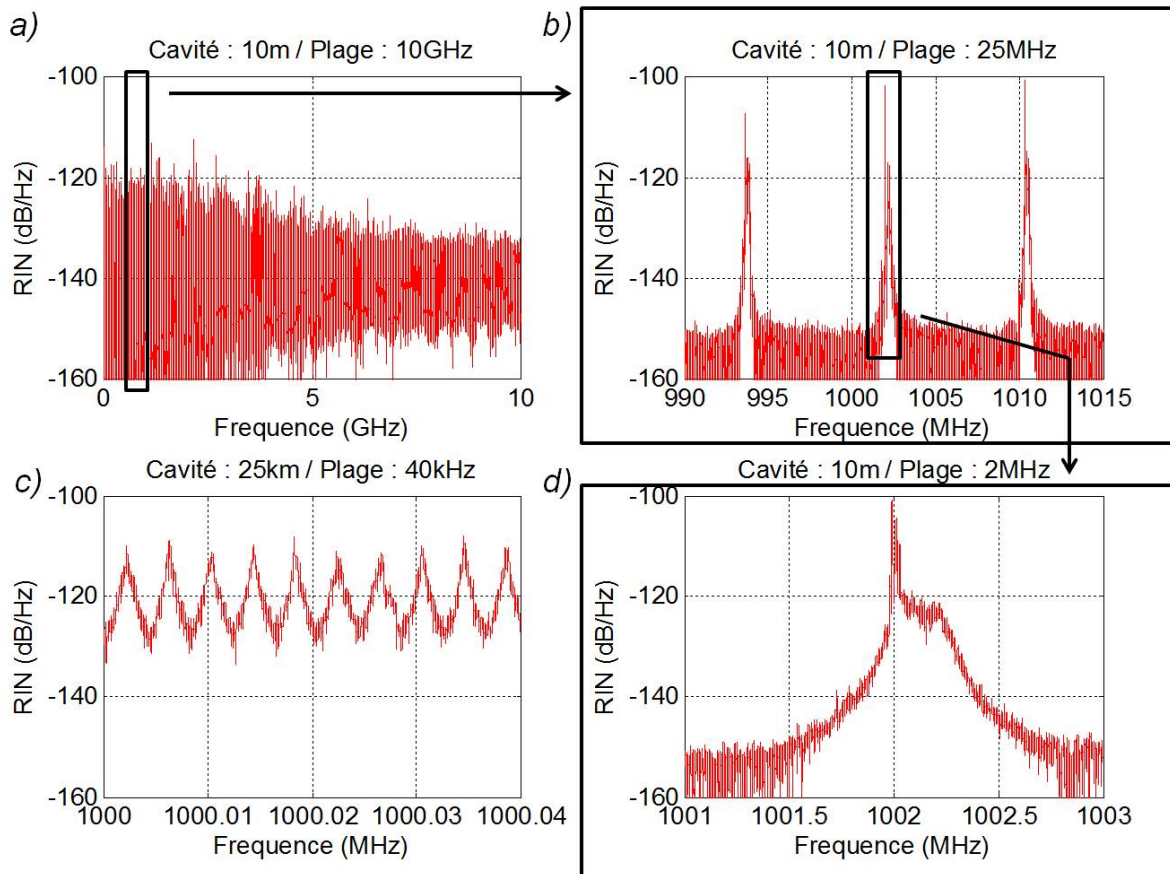 a)
Cavité : 10m / Plage : 10GHz
-100
-120
-140
-160
RIN (dB/Hz)
0 5 10
Frequence (GHz)
b)
Cavité : 10m / Plage : 25MHz
-100
-120
-140
-160
RIN (dB/Hz)
990 995 1000 1005 1010 1015
Frequence (MHz)
c)
Cavité : 25km / Plage : 40kHz
-100
-120
-140
-160
RIN (dB/Hz)
1000 1000.01 1000.02 1000.03 1000.04
Frequence (MHz)
d)
Cavité : 10m / Plage : 2MHz
-100
-120
-140
-160
RIN (dB/Hz)
1001 1001.5 1002 1002.5 1003
Frequence (MHz)